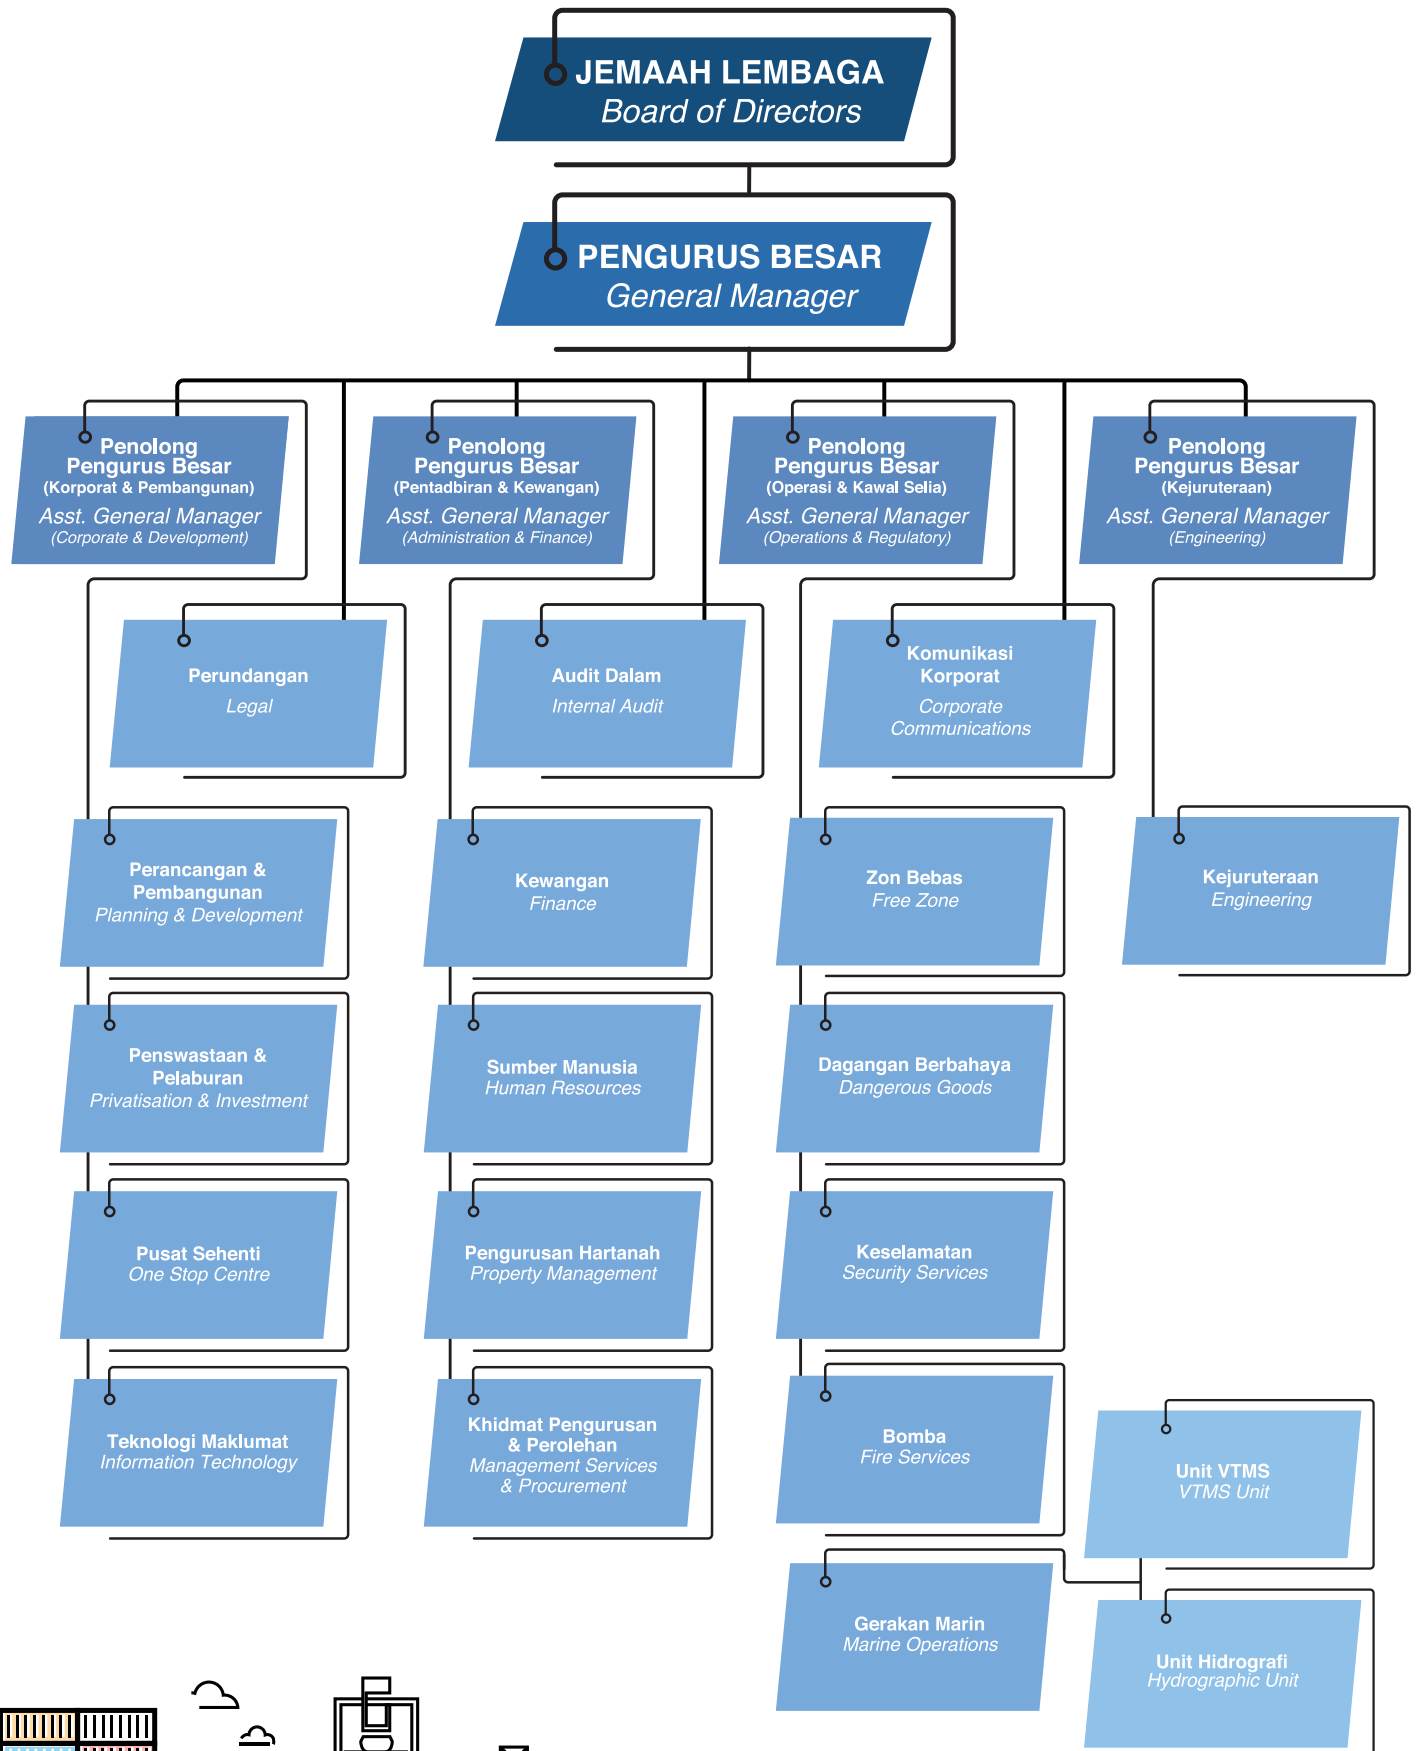 JEMAAH LEMBAGA
Board of Directors
PENGURUS BESAR
General Manager
Penolong
Pengurus Besar
(Korporat & Pembangunan)
Asst. General Manager
(Corporate & Development)
Penolong
Pengurus Besar
(Pentadbiran & Kewangan)
Asst. General Manager
(Administration & Finance)
Penolong
Pengurus Besar
(Operasi & Kawal Selia)
Asst. General Manager
(Operations & Regulatory)
Penolong
Pengurus Besar
(Kejuruteraan)
Asst. General Manager
(Engineering)
Perundangan
Legal
Audit Dalam
Internal Audit
Komunikasi
Korporat
Corporate
Communications
Perancangan &
Pembangunan
Planning & Development
Kewangan
Finance
Zon Bebas
Free Zone
Kejuruteraan
Engineering
Penswastaan &
Pelaburan
Privatisation & Investment
Sumber Manusia
Human Resources
Dagangan Berbahaya
Dangerous Goods
Pusat Sehenti
One Stop Centre
Pengurusan Hartanah
Property Management
Keselamatan
Security Services
Teknologi Maklumat
Information Technology
Khidmat Pengurusan
& Perolehan
Management Services
& Procurement
Bomba
Fire Services
Unit VTMS
VTMS Unit
Gerakan Marin
Marine Operations
Unit Hidrografi
Hydrographic Unit